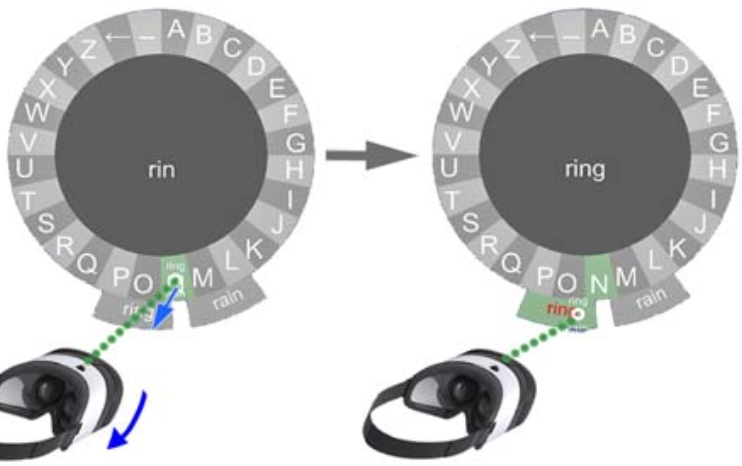 ← _ A B C D E F G H I J K L M O P Q R S T U V W X Y Z
rin
ring
ring
rain
← _ A B C D E F G H I J K L M N O P Q R S T U V W X Y Z
ring
ring
ring
rain